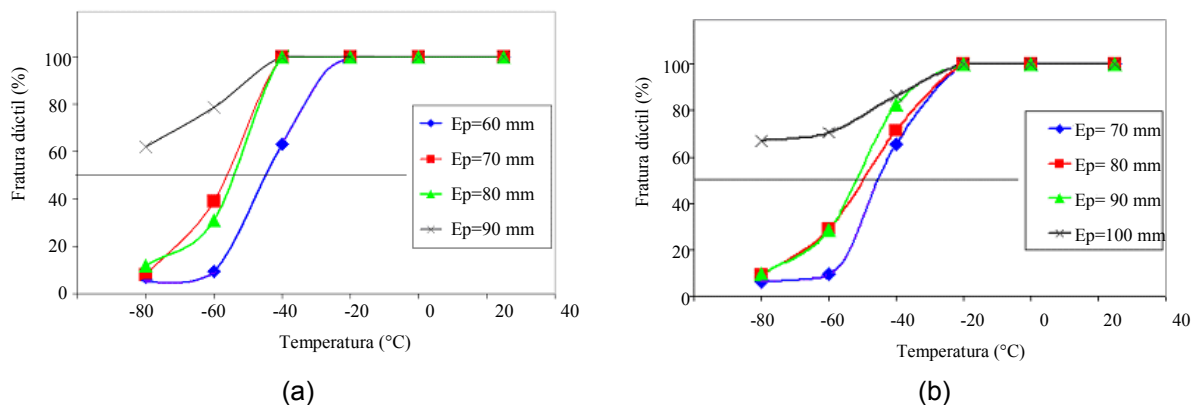 (a)
Fratura dúctil (%)
100
80
60
40
20
0
-80
-60
-40
-20
0
20
40
Temperatura (°C)
Ep=60 mm
Ep=70 mm
Ep=80 mm
Ep=90 mm
(a)
Fratura dúctil (%)
100
80
60
40
20
0
-80
-60
-40
-20
0
20
40
Temperatura (°C)
Ep= 70 mm
Ep= 80 mm
Ep= 90 mm
Ep=100 mm
(b)